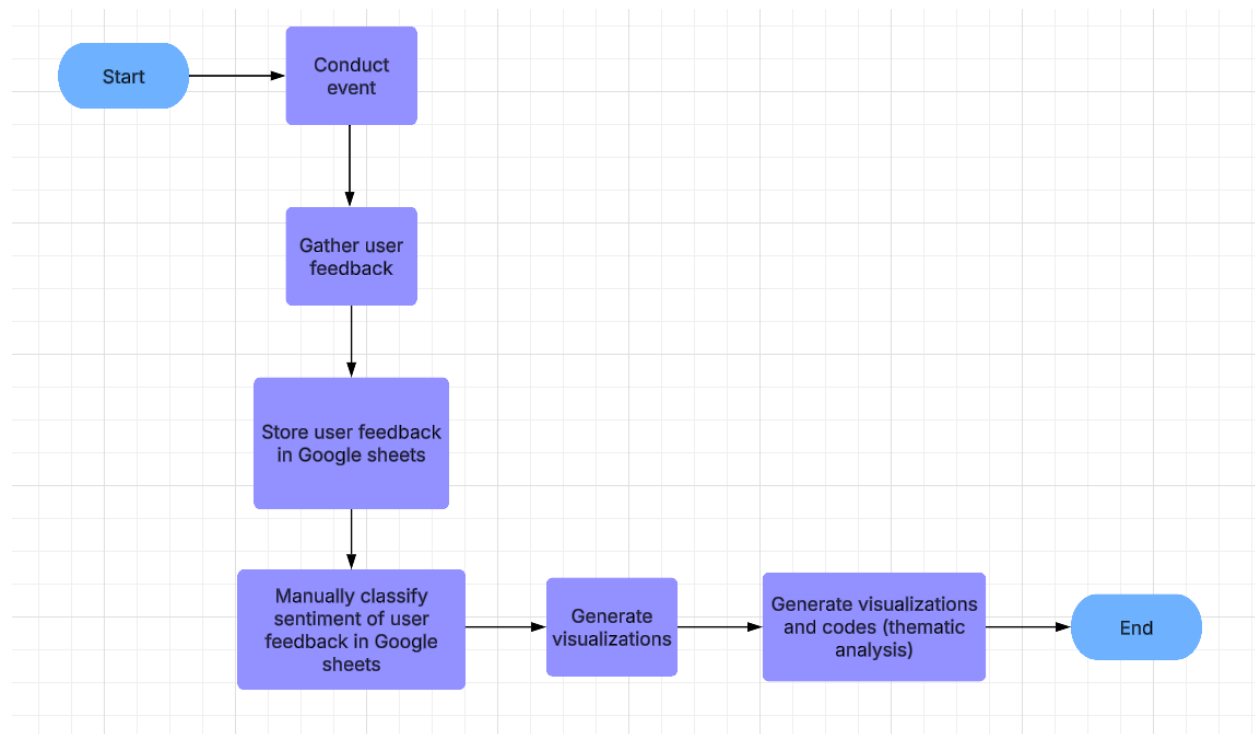 Start
Conduct
event
Gather user
feedback
Store user feedback
in Google sheets
Manually classify
sentiment of user
feedback in Google
sheets
Generate
visualizations
Generate visualizations
and codes (thematic
analysis)
End